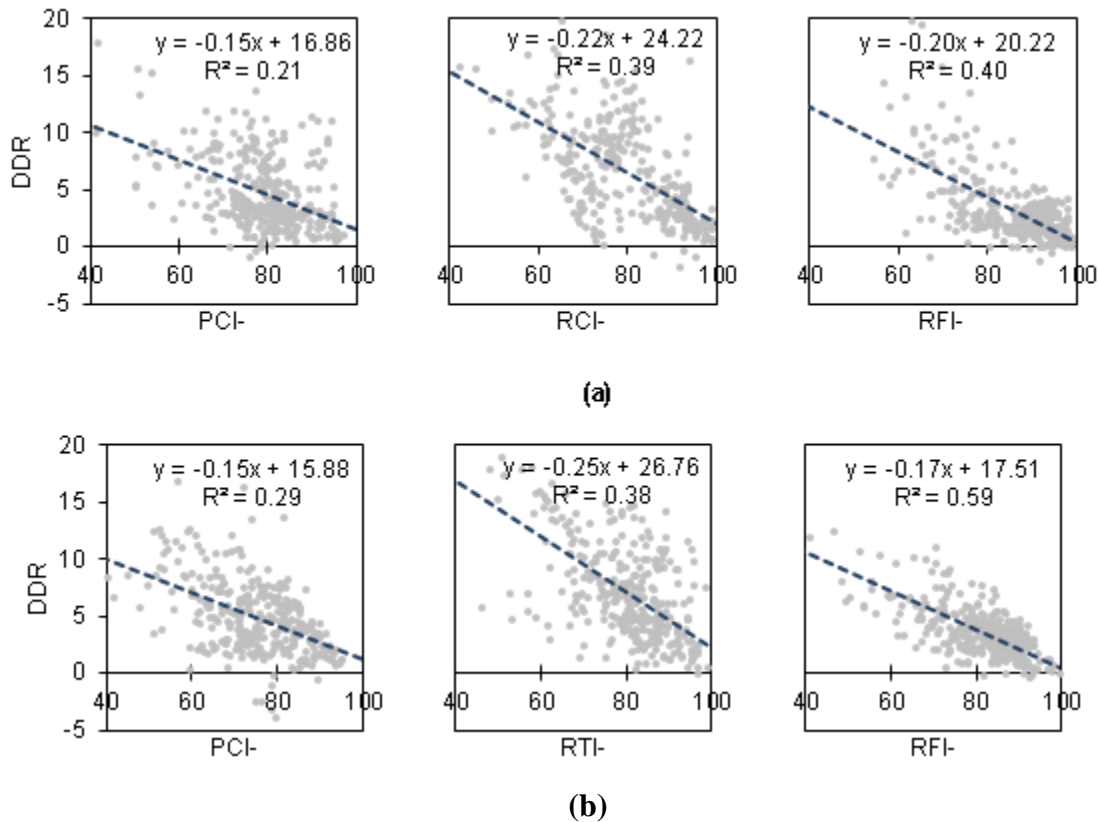 20
15
10
5
0
-5
DDR
y = -0.15x + 16.86
R² = 0.21
40 60 80 100
PCI-
y = -0.22x + 24.22
R² = 0.39
40 60 80 100
RCI-
y = -0.20x + 20.22
R² = 0.40
40 60 80 100
RFI-
(a)
20
15
10
5
0
-5
DDR
y = -0.15x + 15.88
R² = 0.29
40 60 80 100
PCI-
y = -0.25x + 26.76
R² = 0.38
40 60 80 100
RTI-
y = -0.17x + 17.51
R² = 0.59
40 60 80 100
RFI-
(b)